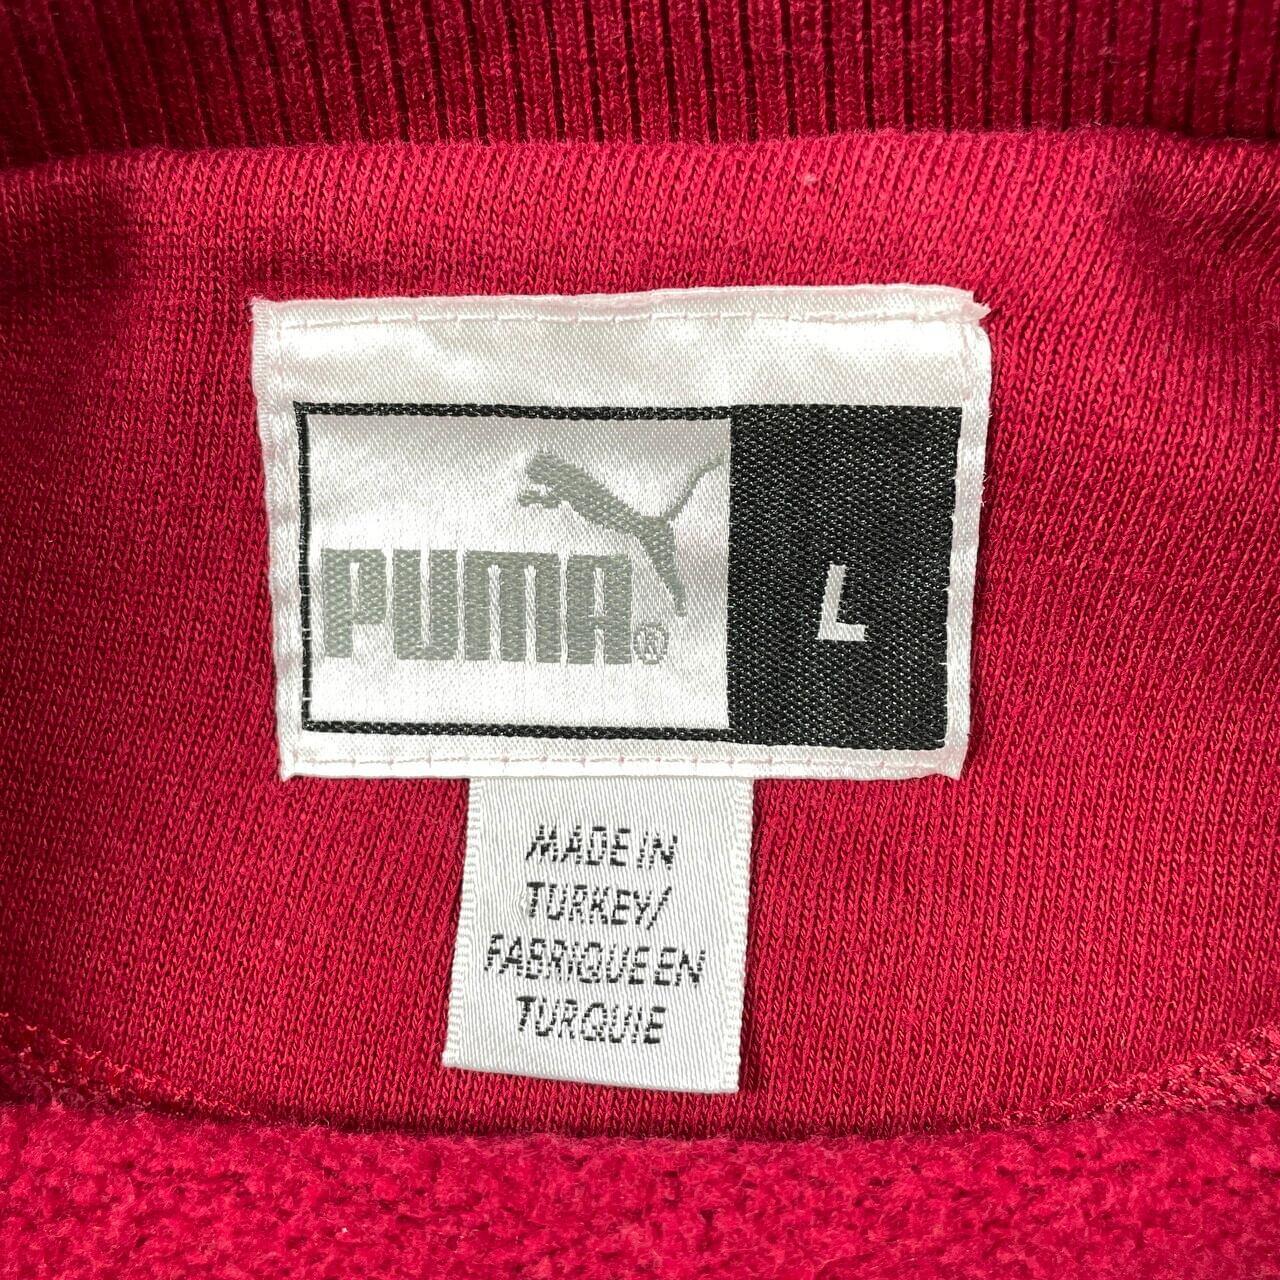 PUMA®
L
MADE IN
TURKEY/
FABRIQUE EN
TURQUIE